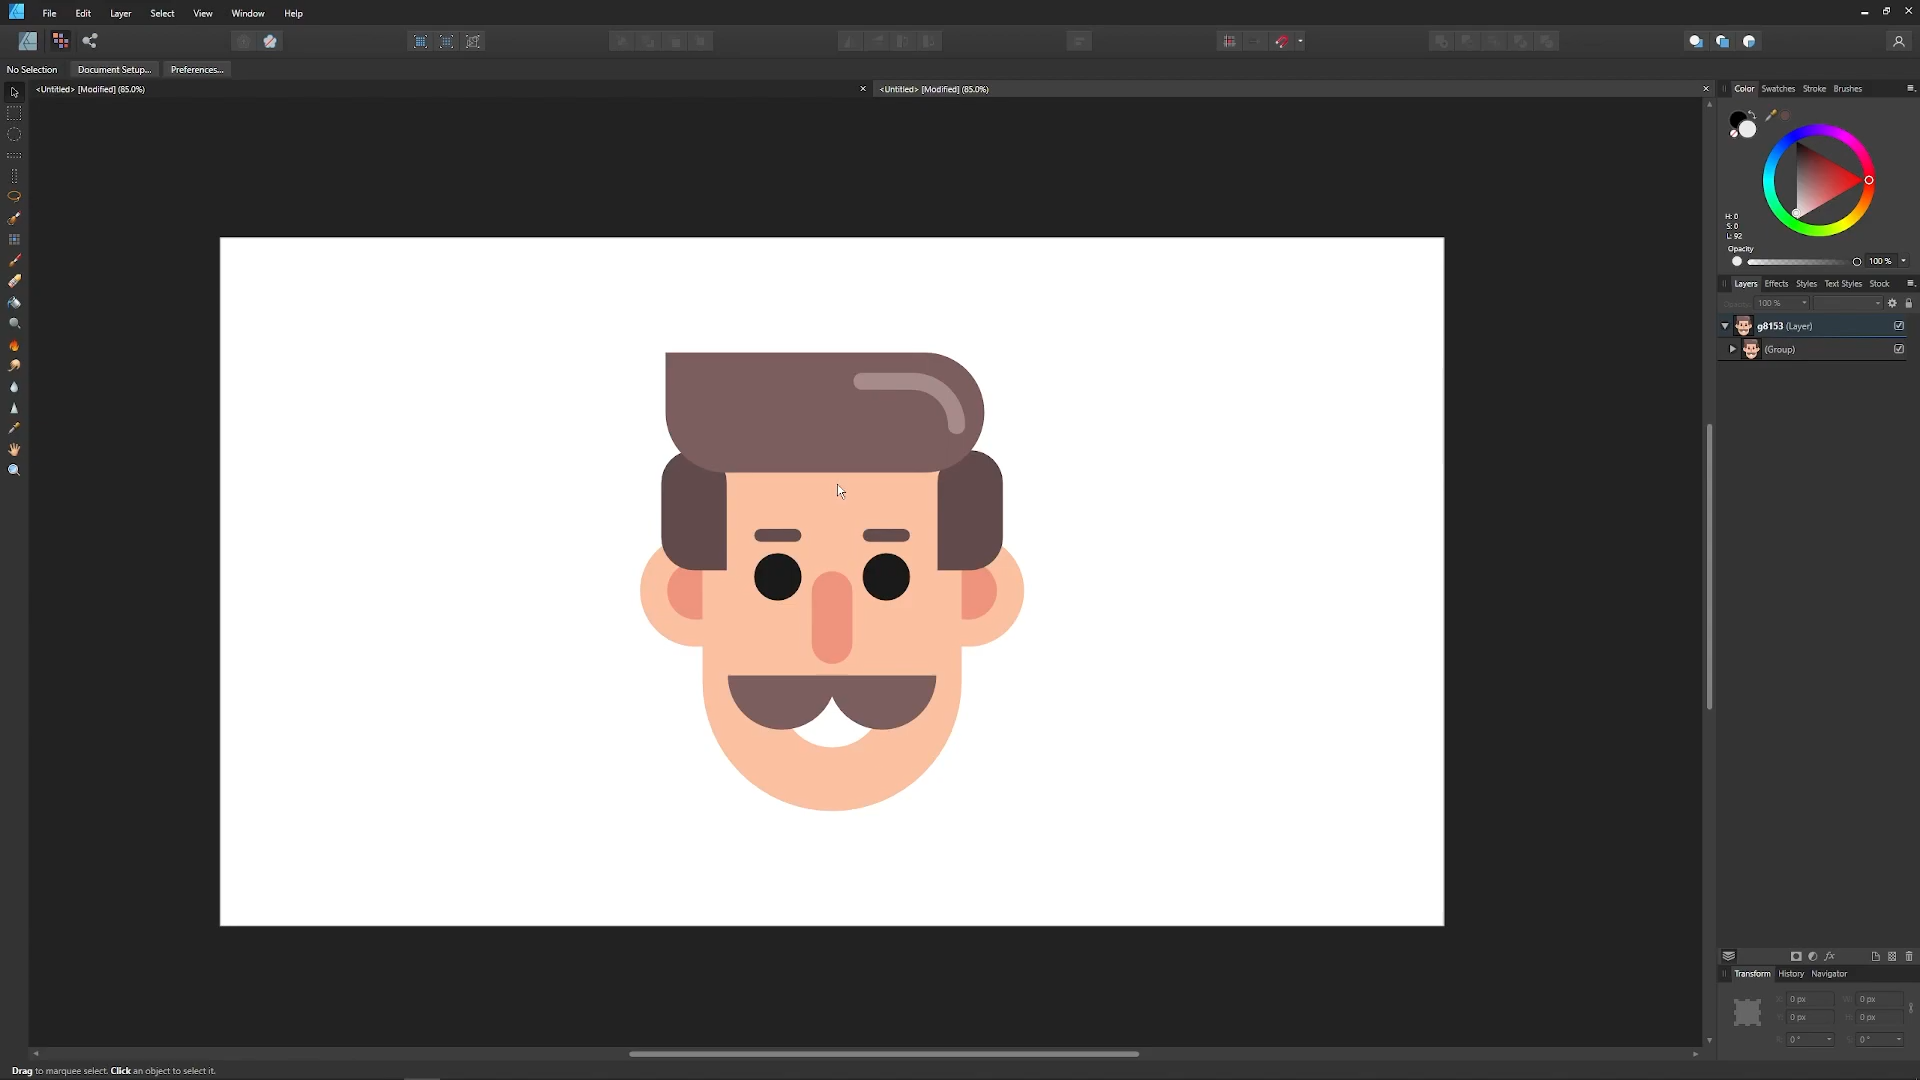 File Edit Layer Select View Window Help
No Selection Document Setup... Preferences...
<Untitled> [Modified] (85.0%) <Untitled> [Modified] (85.0%)
Color Swatches Stroke Brushes
H: 0
S: 0
L: 92
Opacity
100 %
Layers Effects Styles Text Styles Stock
Opacity: 100 %
g8153 (Layer)
(Group)
fx
Transform History Navigator
X: 0 px W: 0 px
Y: 0 px H: 0 px
R: 0 ° S: 0 °
Drag to marquee select. Click an object to select it.